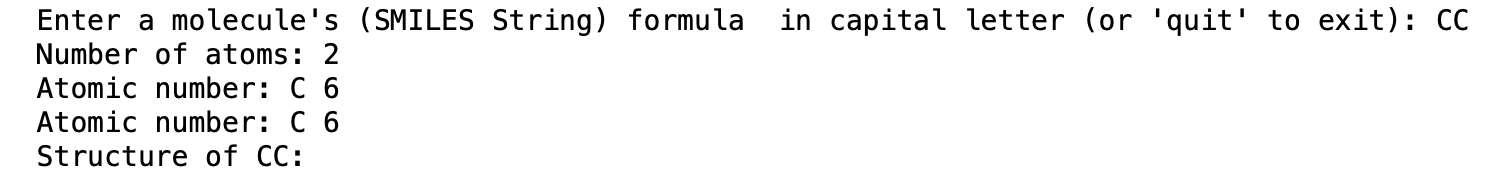 Enter a molecule's (SMILES String) formula  in capital letter (or 'quit' to exit): CC
Number of atoms: 2
Atomic number: C 6
Atomic number: C 6
Structure of CC: